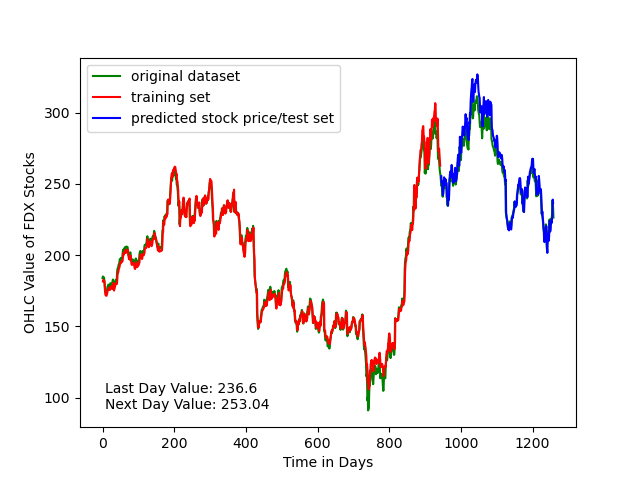 original dataset
training set
predicted stock price/test set
OHLC Value of FDX Stocks
300
250
200
150
100
Last Day Value: 236.6
Next Day Value: 253.04
0 200 400 600 800 1000 1200
Time in Days